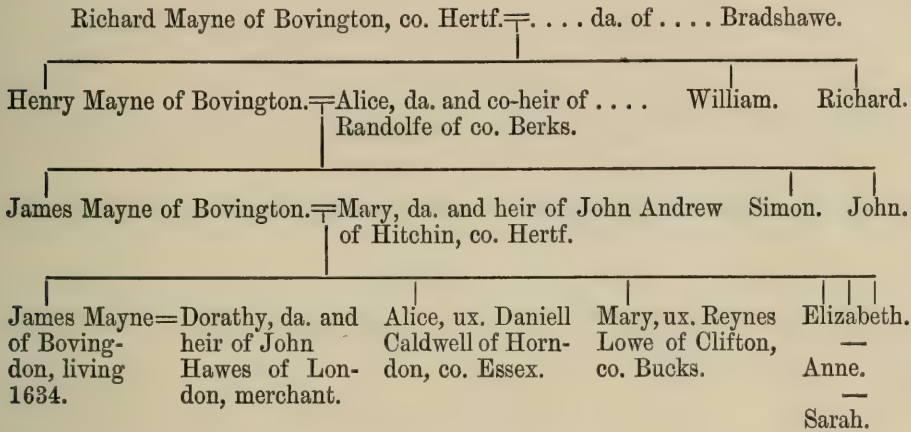 Richard Mayne of Bovington, co. Hertf.=. . . . da. of . . . . Bradshawe.
Henry Mayne of Bovington.=Alice, da. and co-heir of . . . . William. Richard.
Randolfe of co. Berks.
James Mayne of Bovington.=Mary, da. and heir of John Andrew Simon. John.
of Hitchin, co. Hertf.
James Mayne=Dorathy, da. and Alice, ux. Daniell Mary, ux. Reynes Elizabeth.
of Boving- heir of John Caldwell of Horn- Lowe of Clifton, —
don, living Hawes of Lon- don, co. Essex. co. Bucks. Anne.
1634. don, merchant. —
Sarah.